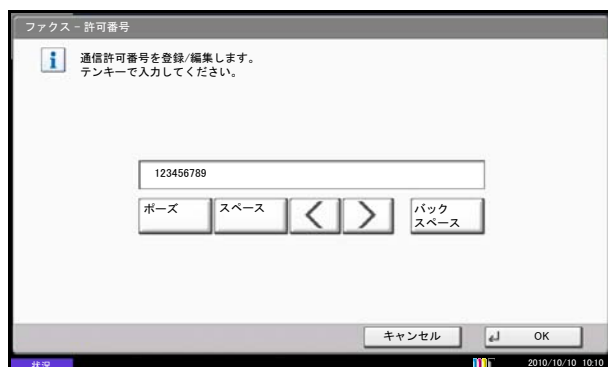 ファクス - 許可番号
通信許可番号を登録/編集します。
テンキーで入力してください。
123456789
ポーズ
スペース
バック
スペース
キャンセル
OK
状況
2010/10/10 10:10